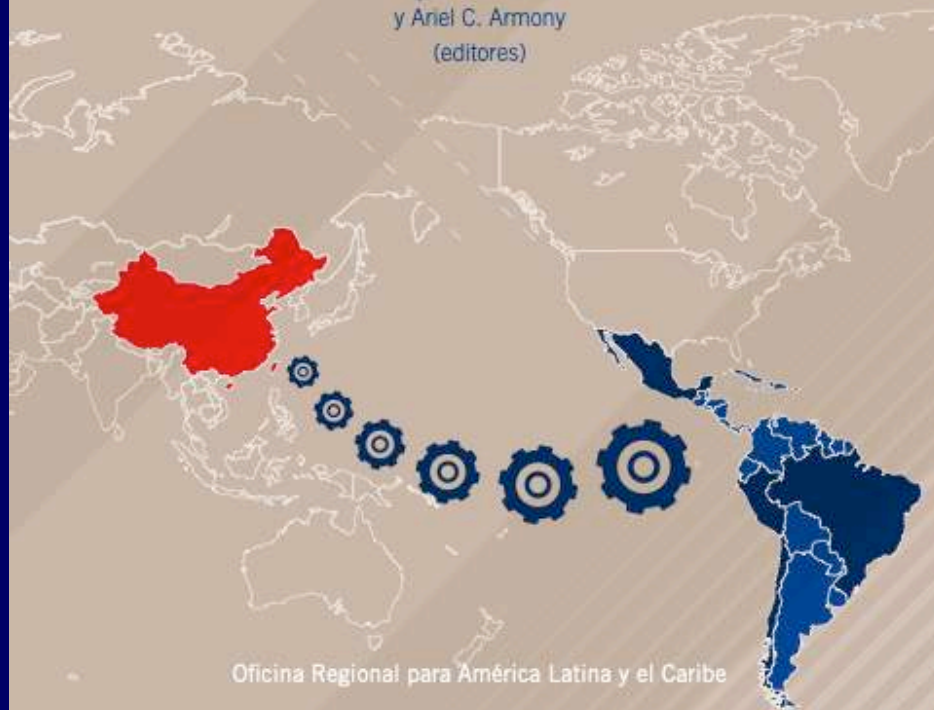 y Ariel C. Armony
(editores)
Oficina Regional para América Latina y el Caribe